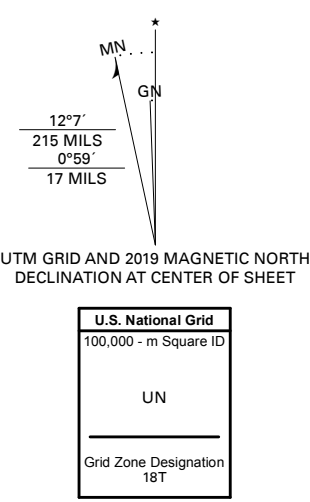 ★
MN
GN
12°7´
215 MILS
0°59´
17 MILS
UTM GRID AND 2019 MAGNETIC NORTH
DECLINATION AT CENTER OF SHEET
U.S. National Grid
100,000 - m Square ID
UN
Grid Zone Designation
18T